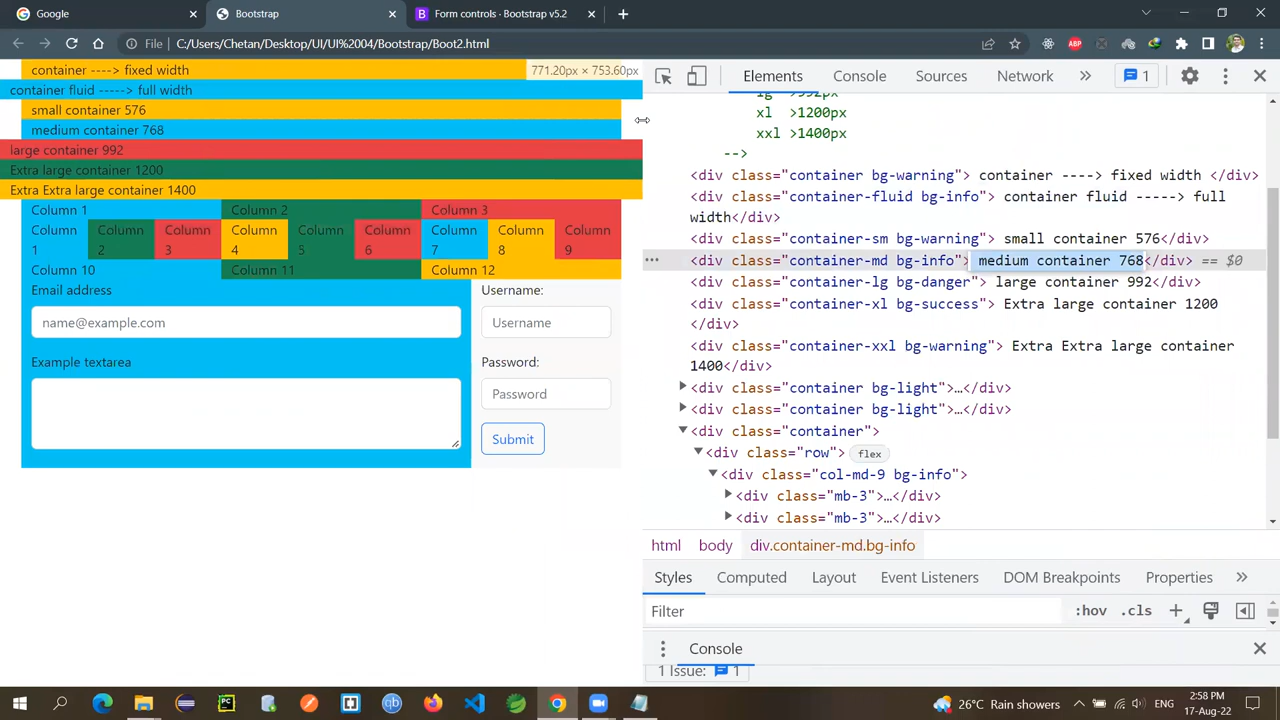 Google
Bootstrap
Form controls · Bootstrap v5.2
File
C:/Users/Chetan/Desktop/UI/UI%2004/Bootstrap/Boot2.html
container ----> fixed width
771.20px × 753.60px
container fluid -----> full width
small container 576
medium container 768
large container 992
Extra large container 1200
Extra Extra large container 1400
Column 1
Column 2
Column 3
Column 1
Column 2
Column 3
Column 4
Column 5
Column 6
Column 7
Column 8
Column 9
Column 10
Column 11
Column 12
Email address
name@example.com
Example textarea
Username:
Username
Password:
Password
Submit
Elements
Console
Sources
Network
1
lg >992px
xl >1200px
xxl >1400px
-->
<div class="container bg-warning"> container ----> fixed width </div>
<div class="container-fluid bg-info"> container fluid -----> full
width</div>
<div class="container-sm bg-warning"> small container 576</div>
<div class="container-md bg-info"> medium container 768</div> == $0
<div class="container-lg bg-danger"> large container 992</div>
<div class="container-xl bg-success"> Extra large container 1200
</div>
<div class="container-xxl bg-warning"> Extra Extra large container
1400</div>
<div class="container bg-light">…</div>
<div class="container bg-light">…</div>
<div class="container">
<div class="row"> flex
<div class="col-md-9 bg-info">
<div class="mb-3">…</div>
<div class="mb-3">…</div>
html body div.container-md.bg-info
Styles
Computed
Layout
Event Listeners
DOM Breakpoints
Properties
Filter
:hov .cls
Console
1 Issue: 1
26°C Rain showers
ENG
2:58 PM
17-Aug-22